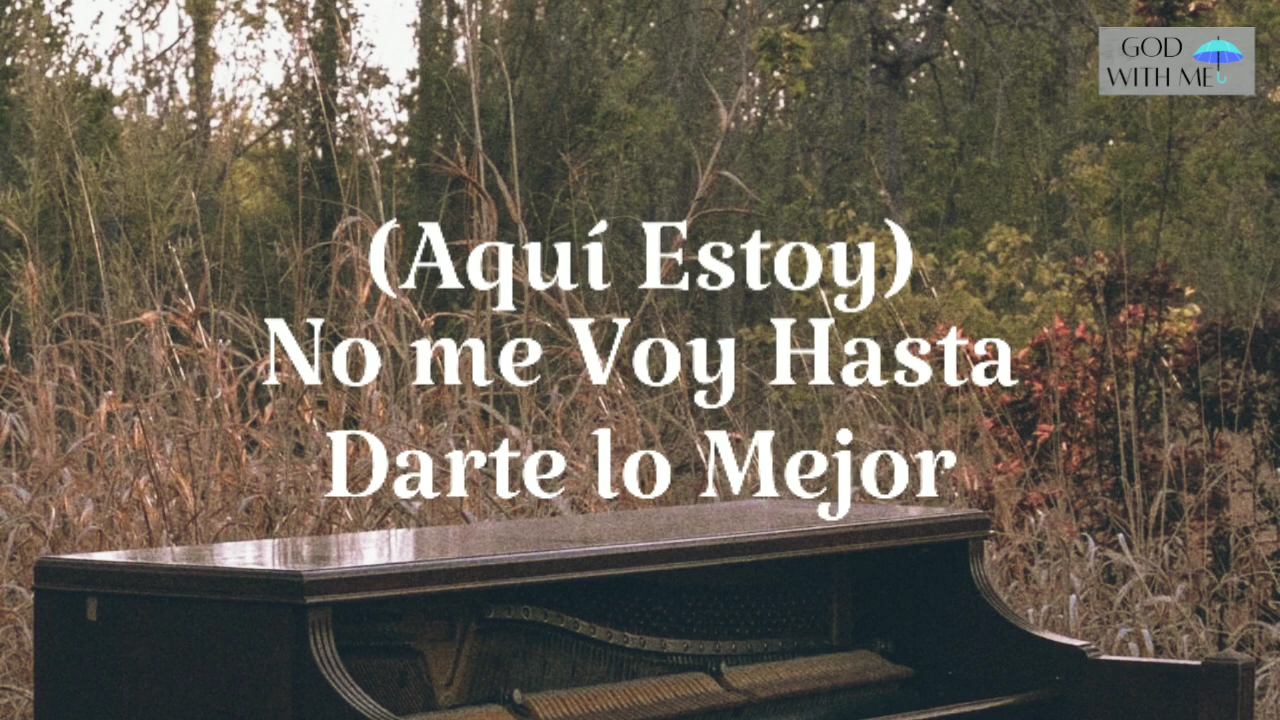 GOD
WITH ME
(Aquí Estoy)
No me Voy Hasta
Darte lo Mejor